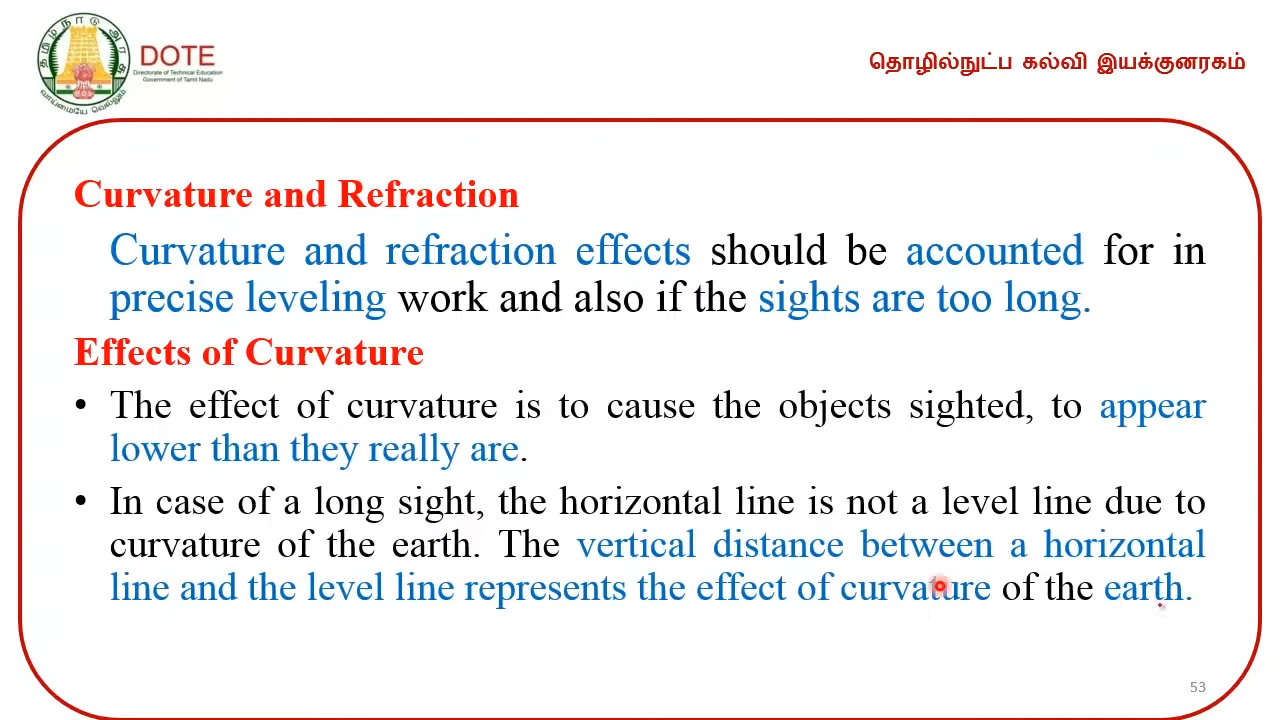 தமிழ்நாடு அரசு
வாய்மையே வெல்லும்
DOTE
Directorate of Technical Education
Government of Tamil Nadu
தொழில்நுட்ப கல்வி இயக்குனரகம்
Curvature and Refraction
Curvature and refraction effects should be accounted for in
precise leveling work and also if the sights are too long.
Effects of Curvature
• The effect of curvature is to cause the objects sighted, to appear
lower than they really are.
• In case of a long sight, the horizontal line is not a level line due to
curvature of the earth. The vertical distance between a horizontal
line and the level line represents the effect of curvature of the earth.
53